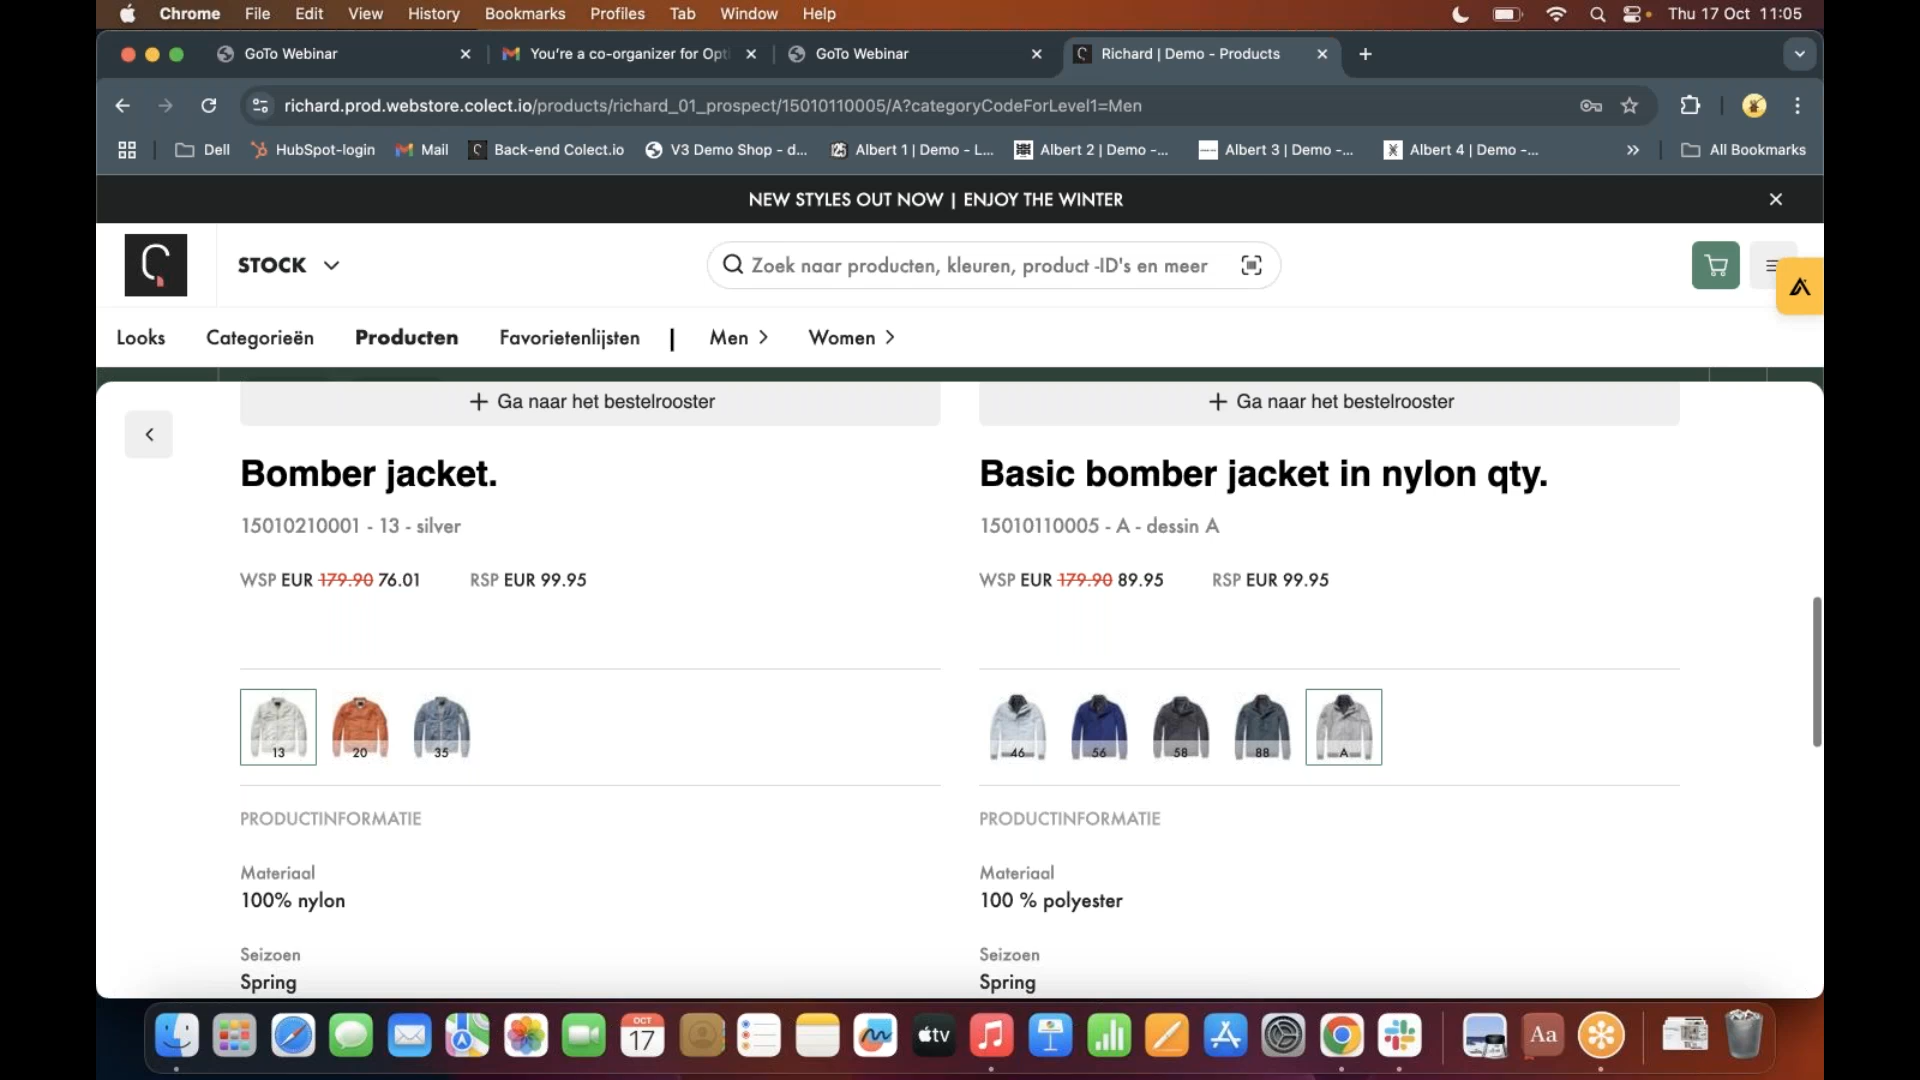 Chrome File Edit View History Bookmarks Profiles Tab Window Help Thu 17 Oct 11:05
GoTo Webinar You're a co-organizer for Opt GoTo Webinar Richard | Demo - Products
richard.prod.webstore.colect.io/products/richard_01_prospect/15010110005/A?categoryCodeForLevel1=Men
Dell HubSpot-login Mail Back-end Colect.io V3 Demo Shop - d... Albert 1 | Demo - L... Albert 2 | Demo -... Albert 3 | Demo -... Albert 4 | Demo -... » All Bookmarks
NEW STYLES OUT NOW | ENJOY THE WINTER
STOCK Zoek naar producten, kleuren, product -ID's en meer
Looks Categorieën Producten Favorietenlijsten | Men Women
+ Ga naar het bestelrooster + Ga naar het bestelrooster
Bomber jacket. Basic bomber jacket in nylon qty.
15010210001 - 13 - silver 15010110005 - A - dessin A
WSP EUR 179.90 76.01 RSP EUR 99.95 WSP EUR 179.90 89.95 RSP EUR 99.95
13 20 35 46 56 58 88 A
PRODUCTINFORMATIE PRODUCTINFORMATIE
Materiaal Materiaal
100% nylon 100 % polyester
Seizoen Seizoen
Spring Spring
OCT
17 tv Aa